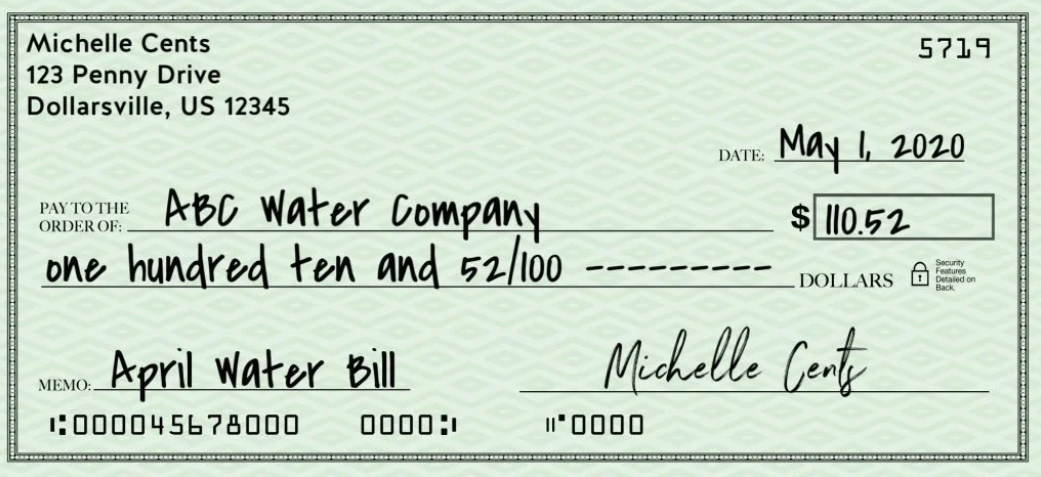 Michelle Cents
5719
123 Penny Drive
Dollarsville, US 12345
DATE: May 1, 2020
PAY TO THE
ORDER OF: ABC Water Company $ 110.52
one hundred ten and 52/100 --------- DOLLARS
Security
Features
Detailed on
Back.
MEMO: April Water Bill Michelle Cents
⑆000045678000 0000⑆ ⑈0000